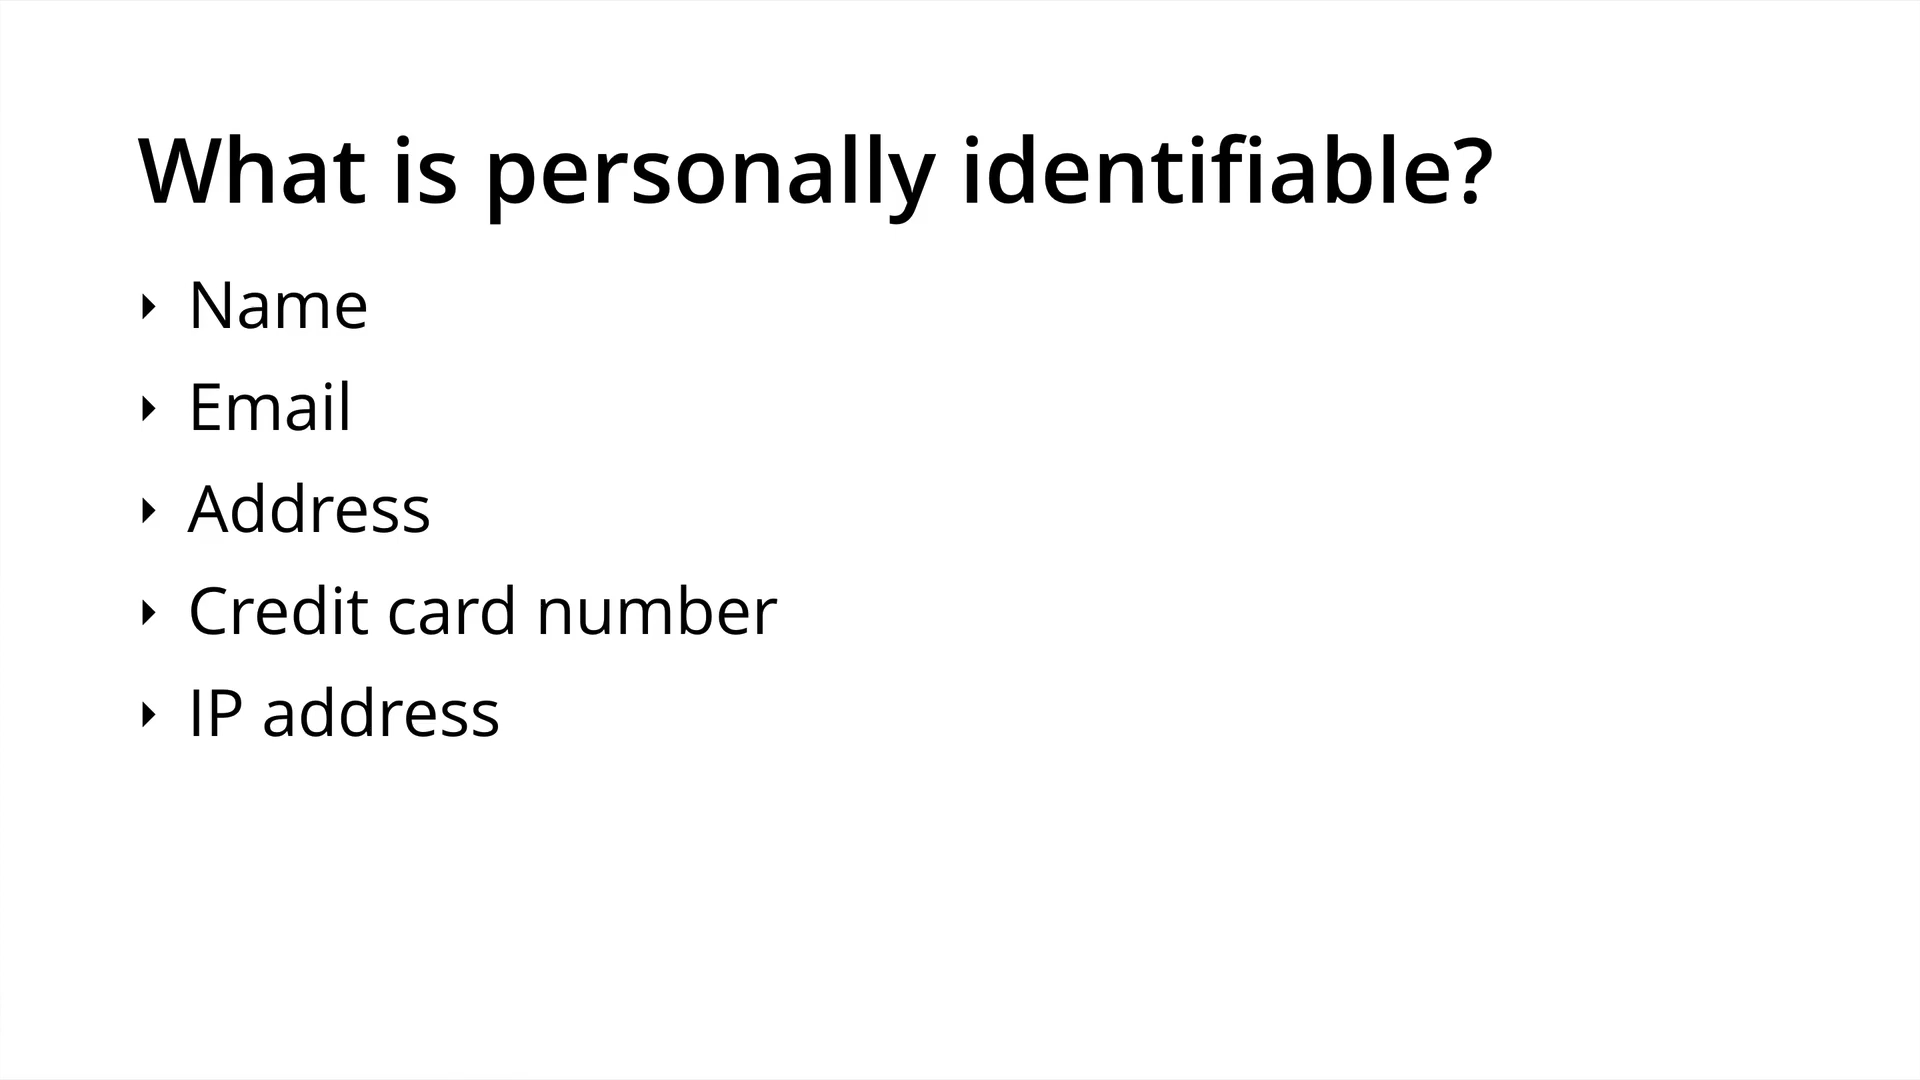 What is personally identifiable?
‣ Name
‣ Email
‣ Address
‣ Credit card number
‣ IP address